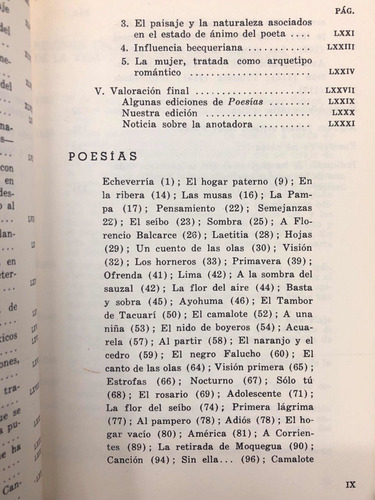 PÁG.
3. El paisaje y la naturaleza asociados
en el estado de ánimo del poeta .... LXXI
4. Influencia becqueriana ............. LXXIII
5. La mujer, tratada como arquetipo
romántico ........................ LXXIV
V. Valoración final .................... LXXVII
Algunas ediciones de Poesías ........ LXXIX
Nuestra edición .................... LXXX
Noticia sobre la anotadora .......... LXXXI
POESÍAS
Echeverría (1) ; El hogar paterno (9) ; En
la ribera (14) ; Las musas (16) ; La Pam-
pa (17) ; Pensamiento (22) ; Semejanzas
(22) ; El seíbo (23) ; Sombra (25) ; A Flo-
rencio Balcarce (26) ; Laetitia (28) ; Hojas
(29) ; Un cuento de las olas (30) ; Visión
(32) ; Los horneros (33) ; Primavera (39) ;
Ofrenda (41) ; Lima (42) ; A la sombra del
sauzal (42) ; La flor del aire (44) ; Basta
y sobra (45) ; Ayohuma (46) ; El Tambor
de Tacuarí (50) ; El camalote (52) ; A una
niña (53) ; El nido de boyeros (54) ; Acua-
rela (57) ; Al partir (58) ; El naranjo y el
cedro (59) ; El negro Falucho (60) ; El
canto de las olas (64) ; Visión primera (65) ;
Estrofas (66) ; Nocturno (67) ; Sólo tú
(68) ; El rosario (69) ; Adolescente (71) ;
La flor del seíbo (74) ; Primera lágrima
(77) ; Al pampero (78) ; Adiós (78) ; El ho-
gar vacío (80) ; América (81) ; A Corrien-
tes (89) ; La retirada de Moquegua (90) ;
Canción (94) ; Sin ella... (96) ; Camalote
IX